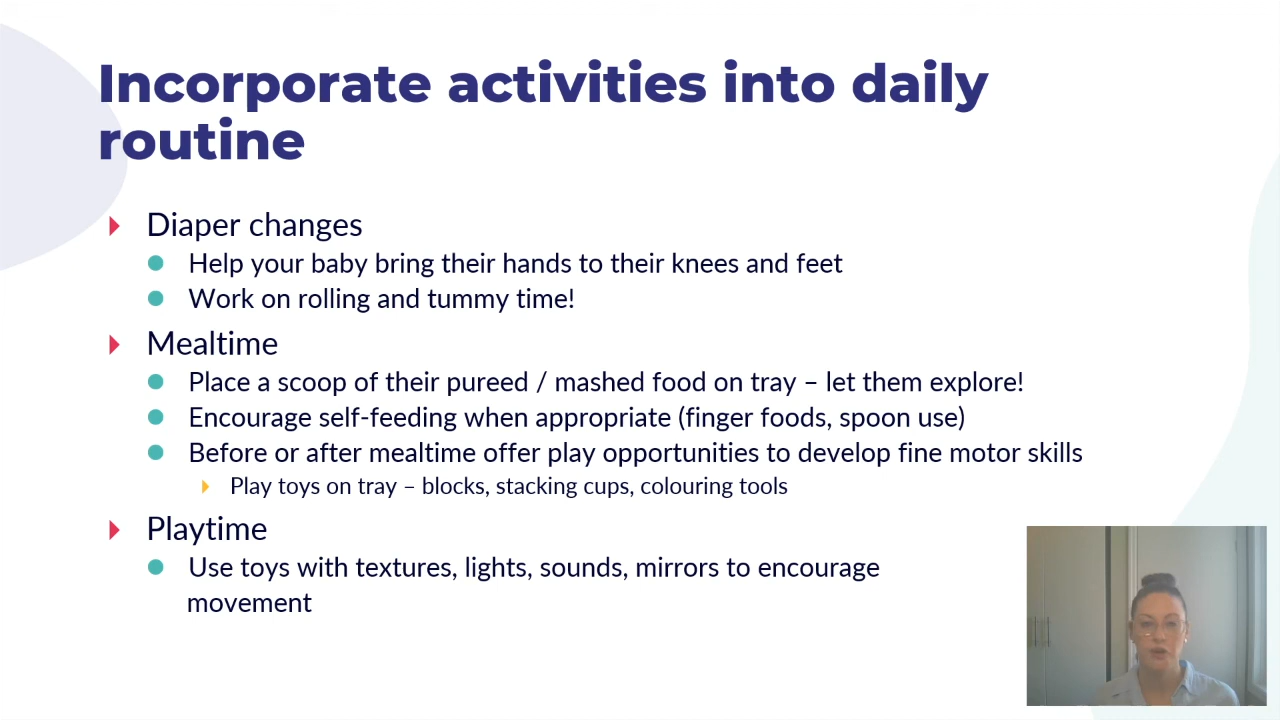 Incorporate activities into daily
routine
Diaper changes
Help your baby bring their hands to their knees and feet
Work on rolling and tummy time!
Mealtime
Place a scoop of their pureed / mashed food on tray – let them explore!
Encourage self-feeding when appropriate (finger foods, spoon use)
Before or after mealtime offer play opportunities to develop fine motor skills
Play toys on tray – blocks, stacking cups, colouring tools
Playtime
Use toys with textures, lights, sounds, mirrors to encourage
movement